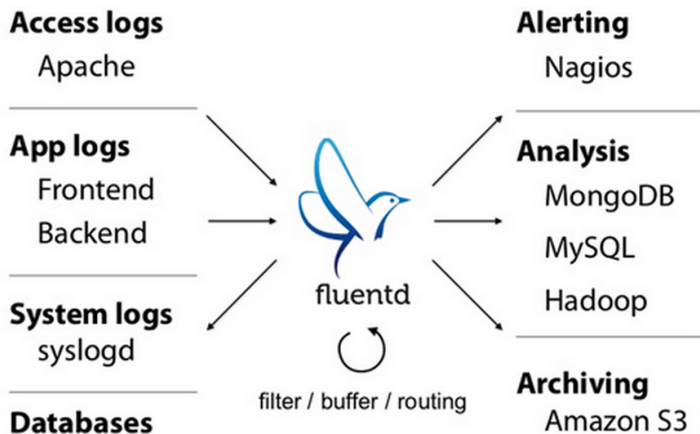 Access logs
Apache
App logs
Frontend
Backend
System logs
syslogd
Databases
fluentd
filter / buffer / routing
Alerting
Nagios
Analysis
MongoDB
MySQL
Hadoop
Archiving
Amazon S3